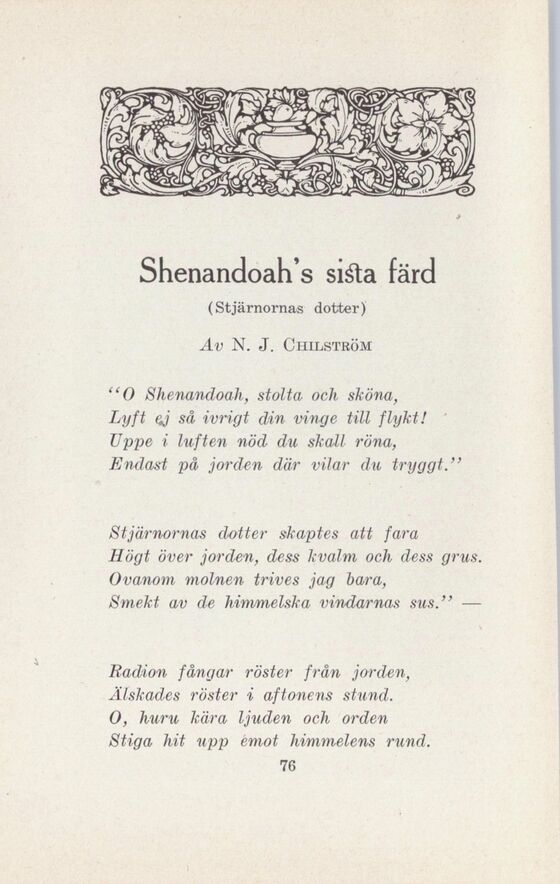 Shenandoah's sista färd
(Stjärnornas dotter)
Av N. J. Chilström
“O Shenandoah, stolta och sköna,
Lyft ej så ivrigt din vinge till flykt!
Uppe i luften nöd du skall röna,
Endast på jorden där vilar du tryggt.”
Stjärnornas dotter skaptes att fara
Högt över jorden, dess kvalm och dess grus.
Ovanom molnen trives jag bara,
Smekt av de himmelska vindarnas sus.” —
Radion fångar röster från jorden,
Älskades röster i aftonens stund.
O, huru kära ljuden och orden
Stiga hit upp emot himmelens rund.
76